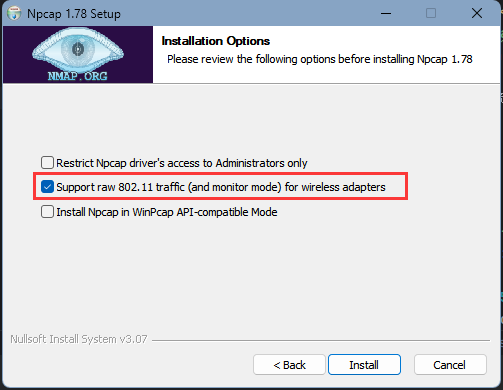 Npcap 1.78 Setup
NMAP.ORG
Installation Options
Please review the following options before installing Npcap 1.78
Restrict Npcap driver's access to Administrators only
Support raw 802.11 traffic (and monitor mode) for wireless adapters
Install Npcap in WinPcap API-compatible Mode
Nullsoft Install System v3.07
< Back
Install
Cancel